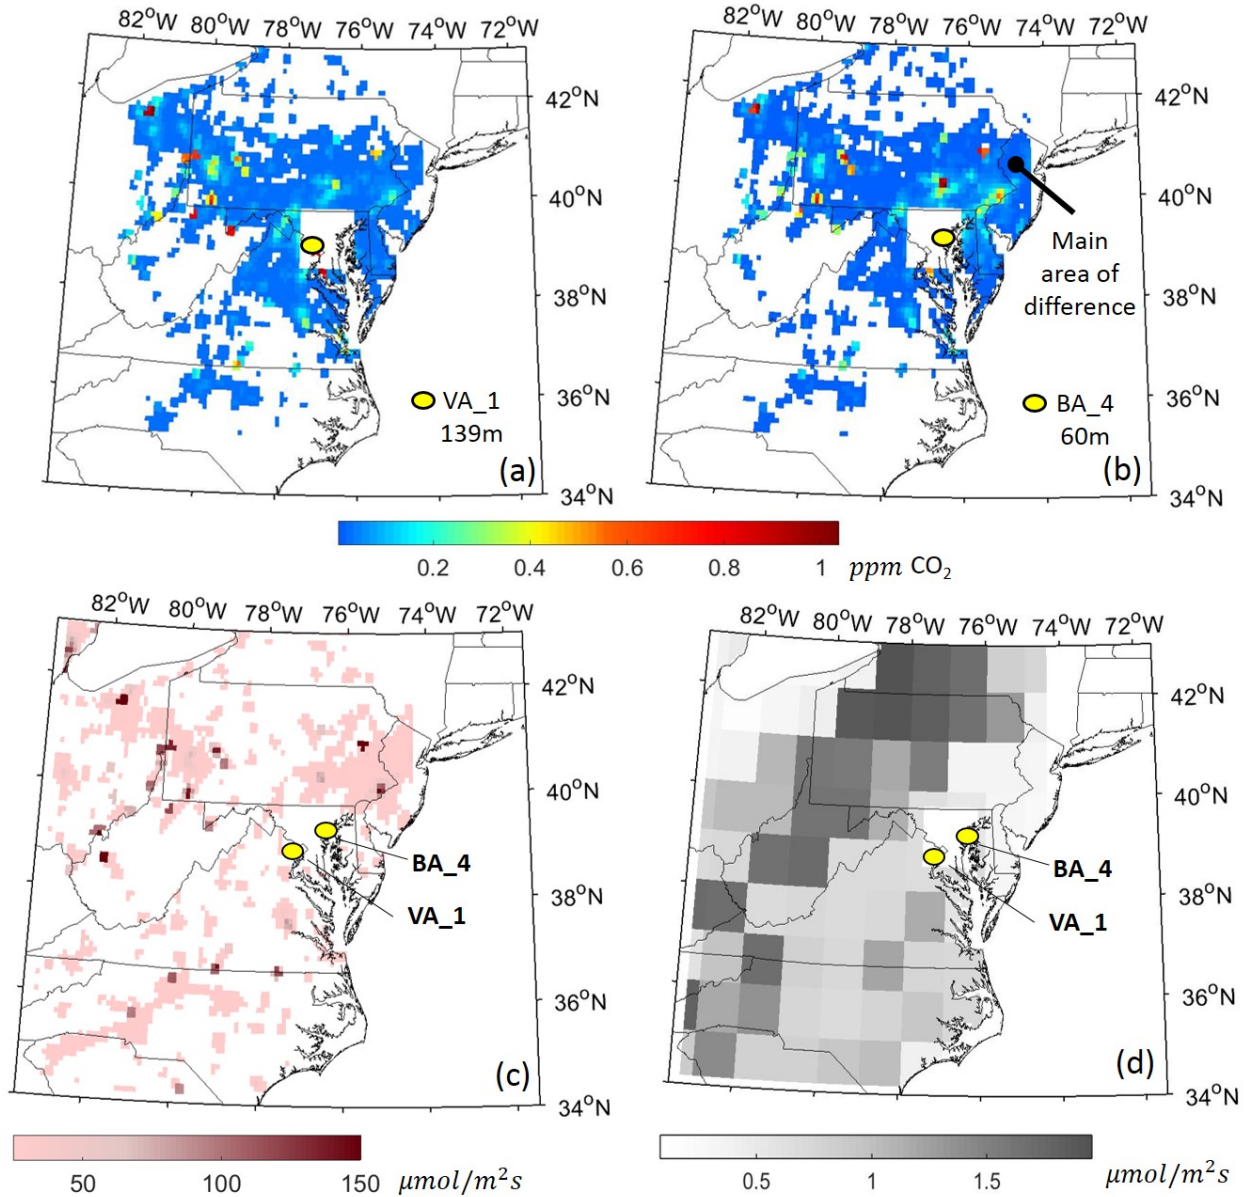 82°W 80°W 78°W 76°W 74°W 72°W
42°N
40°N
38°N
36°N
34°N
VA_1
139m
(a)
82°W 80°W 78°W 76°W 74°W 72°W
42°N
40°N
38°N
36°N
34°N
Main
area of
difference
BA_4
60m
(b)
0.2 0.4 0.6 0.8 1 ppm CO₂
82°W 80°W 78°W 76°W 74°W 72°W
42°N
40°N
38°N
36°N
34°N
BA_4
VA_1
(c)
50 100 150 μmol/m²s
82°W 80°W 78°W 76°W 74°W 72°W
42°N
40°N
38°N
36°N
34°N
BA_4
VA_1
(d)
0.5 1 1.5 μmol/m²s